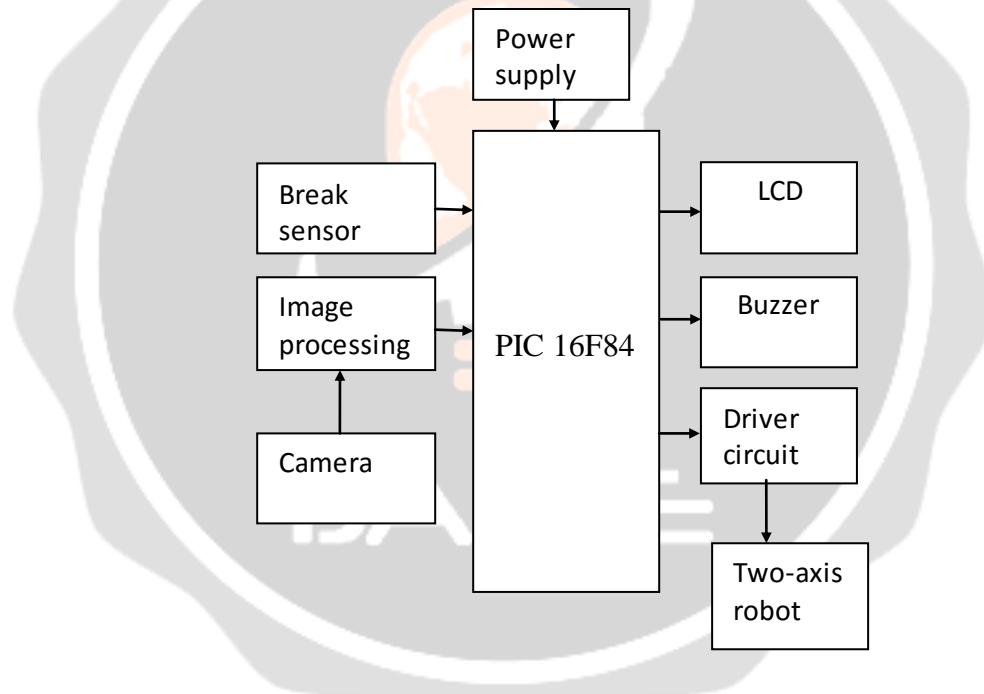 Power
supply
Break
sensor
Image
processing
Camera
PIC 16F84
LCD
Buzzer
Driver
circuit
Two-axis
robot